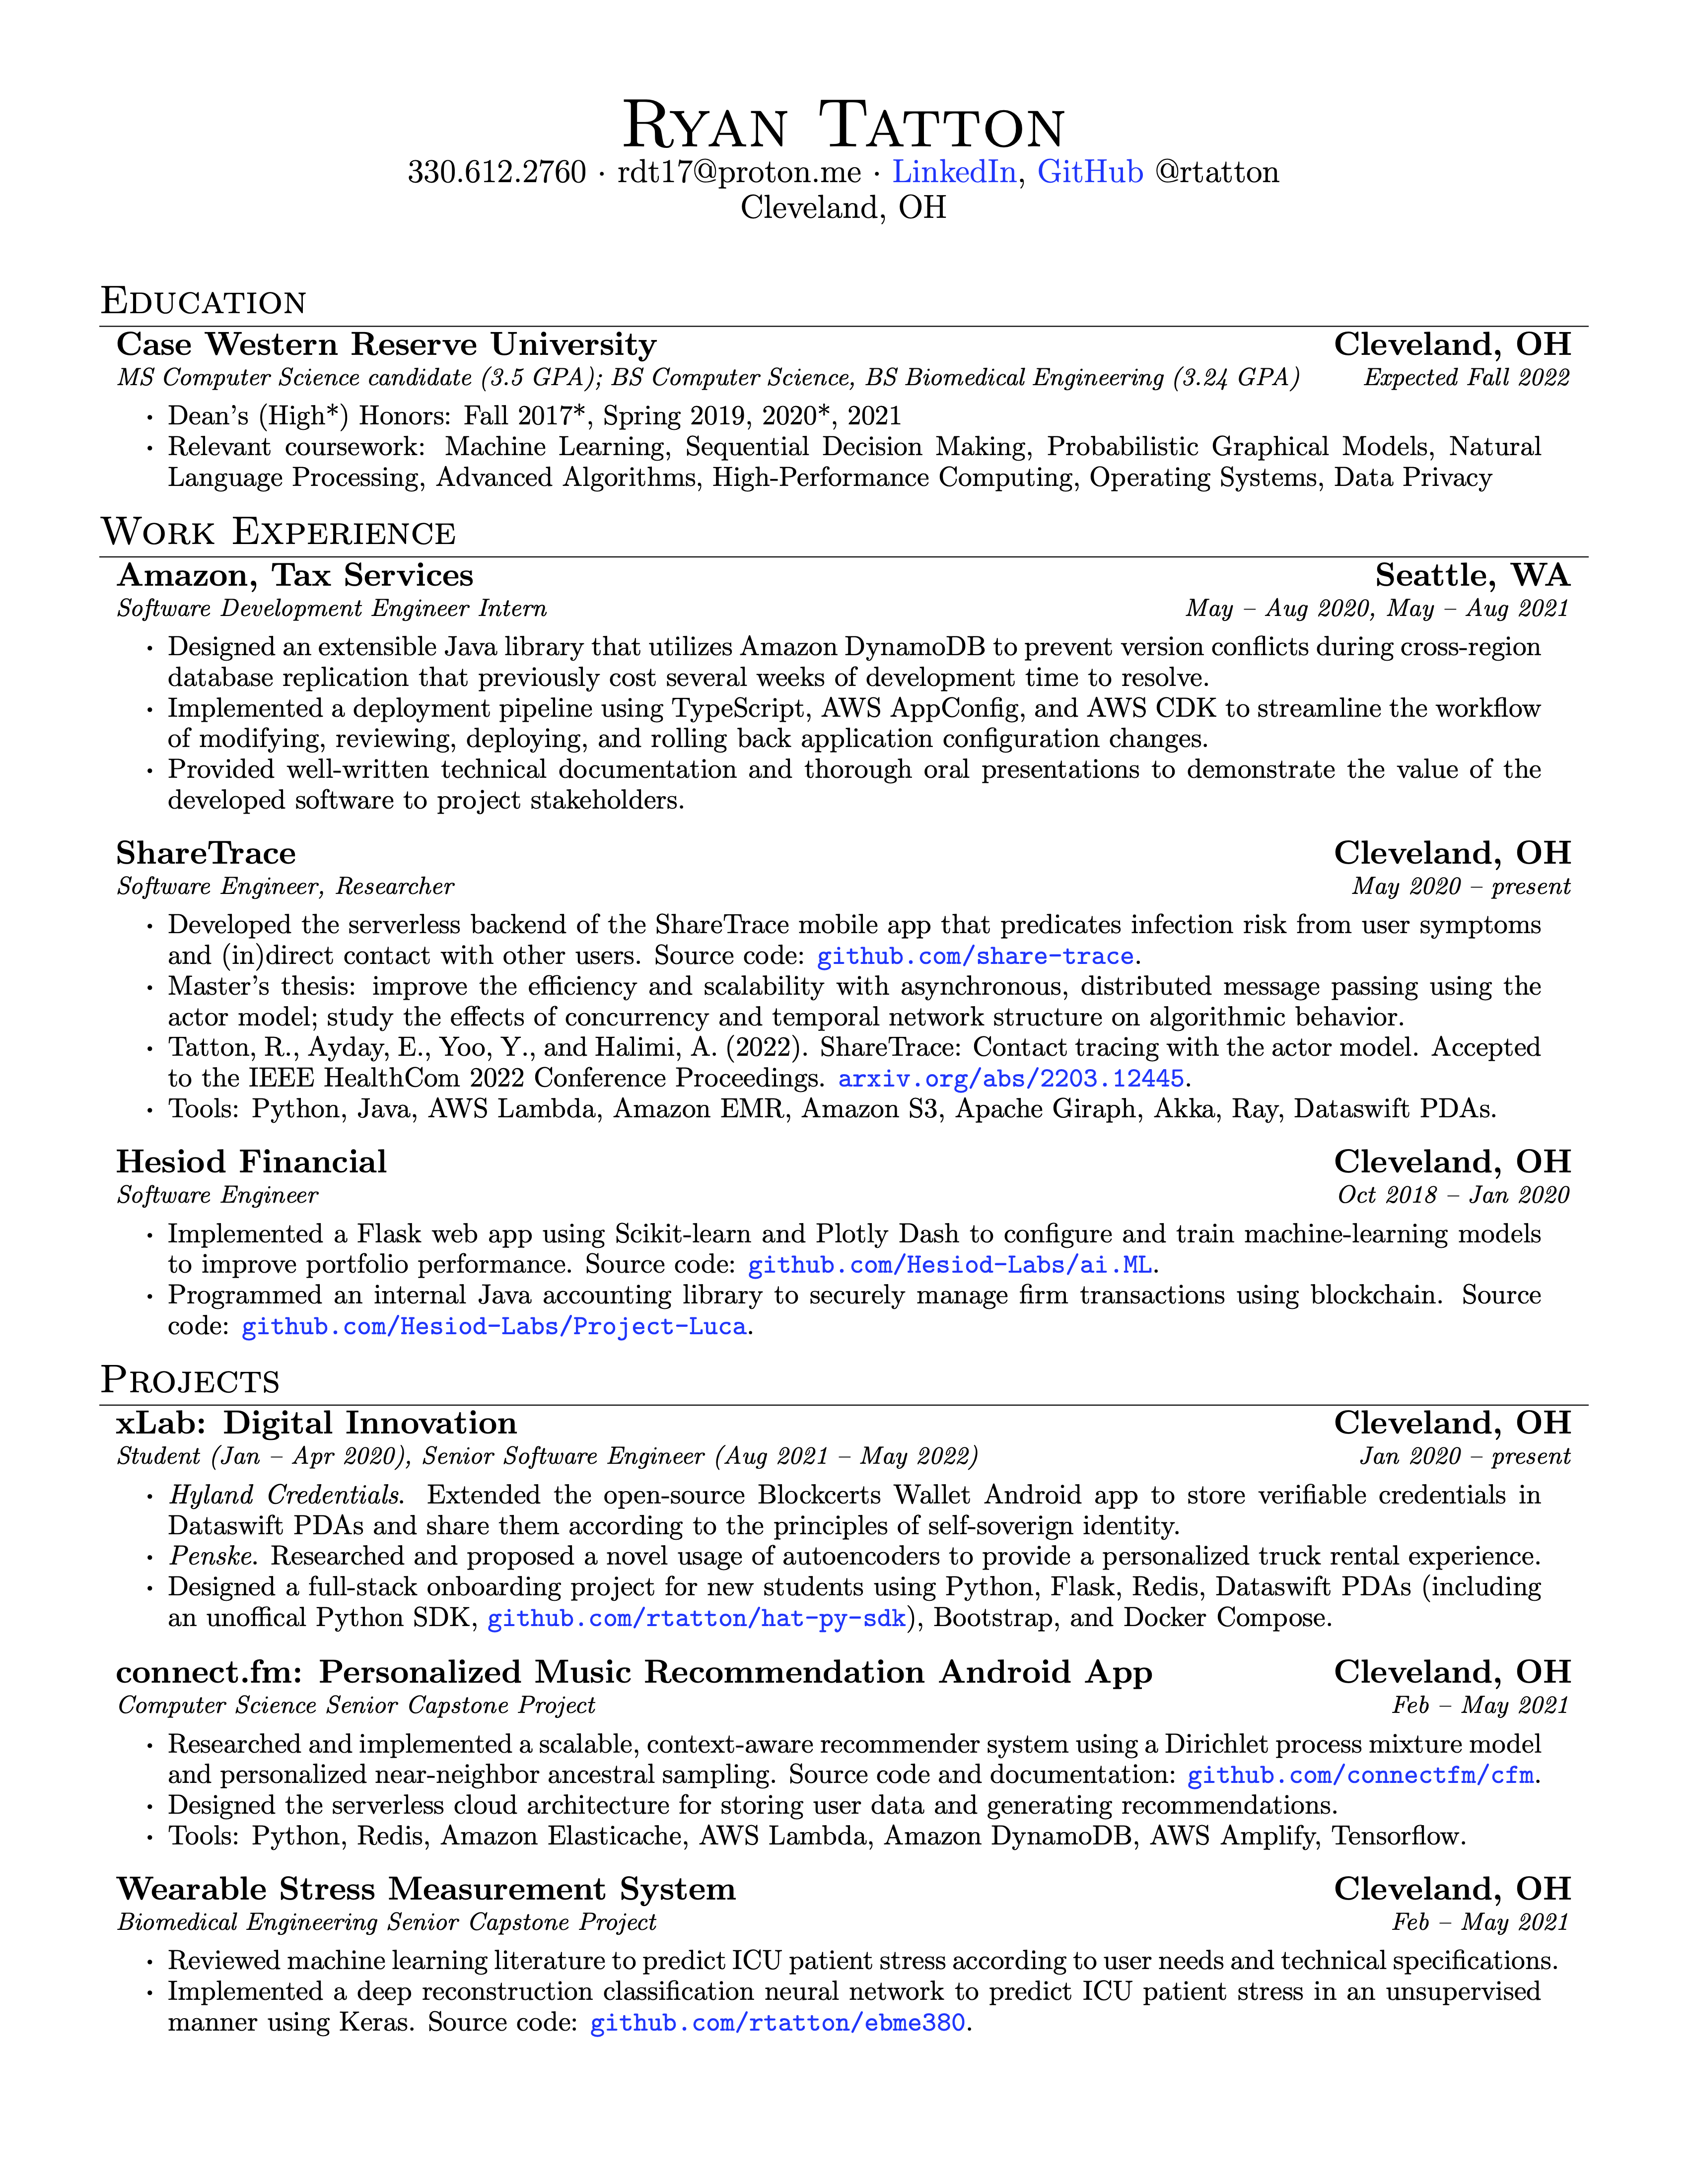 Ryan Tatton
330.612.2760 · rdt17@proton.me · LinkedIn, GitHub @rtatton
Cleveland, OH
Education
Case Western Reserve University Cleveland, OH
MS Computer Science candidate (3.5 GPA); BS Computer Science, BS Biomedical Engineering (3.24 GPA) Expected Fall 2022
· Dean's (High*) Honors: Fall 2017*, Spring 2019, 2020*, 2021
· Relevant coursework: Machine Learning, Sequential Decision Making, Probabilistic Graphical Models, Natural
Language Processing, Advanced Algorithms, High-Performance Computing, Operating Systems, Data Privacy
Work Experience
Amazon, Tax Services Seattle, WA
Software Development Engineer Intern May – Aug 2020, May – Aug 2021
· Designed an extensible Java library that utilizes Amazon DynamoDB to prevent version conflicts during cross-region
database replication that previously cost several weeks of development time to resolve.
· Implemented a deployment pipeline using TypeScript, AWS AppConfig, and AWS CDK to streamline the workflow
of modifying, reviewing, deploying, and rolling back application configuration changes.
· Provided well-written technical documentation and thorough oral presentations to demonstrate the value of the
developed software to project stakeholders.
ShareTrace Cleveland, OH
Software Engineer, Researcher May 2020 – present
· Developed the serverless backend of the ShareTrace mobile app that predicates infection risk from user symptoms
and (in)direct contact with other users. Source code: github.com/share-trace.
· Master's thesis: improve the efficiency and scalability with asynchronous, distributed message passing using the
actor model; study the effects of concurrency and temporal network structure on algorithmic behavior.
· Tatton, R., Ayday, E., Yoo, Y., and Halimi, A. (2022). ShareTrace: Contact tracing with the actor model. Accepted
to the IEEE HealthCom 2022 Conference Proceedings. arxiv.org/abs/2203.12445.
· Tools: Python, Java, AWS Lambda, Amazon EMR, Amazon S3, Apache Giraph, Akka, Ray, Dataswift PDAs.
Hesiod Financial Cleveland, OH
Software Engineer Oct 2018 – Jan 2020
· Implemented a Flask web app using Scikit-learn and Plotly Dash to configure and train machine-learning models
to improve portfolio performance. Source code: github.com/Hesiod-Labs/ai.ML.
· Programmed an internal Java accounting library to securely manage firm transactions using blockchain. Source
code: github.com/Hesiod-Labs/Project-Luca.
Projects
xLab: Digital Innovation Cleveland, OH
Student (Jan – Apr 2020), Senior Software Engineer (Aug 2021 – May 2022) Jan 2020 – present
· Hyland Credentials. Extended the open-source Blockcerts Wallet Android app to store verifiable credentials in
Dataswift PDAs and share them according to the principles of self-soverign identity.
· Penske. Researched and proposed a novel usage of autoencoders to provide a personalized truck rental experience.
· Designed a full-stack onboarding project for new students using Python, Flask, Redis, Dataswift PDAs (including
an unoffical Python SDK, github.com/rtatton/hat-py-sdk), Bootstrap, and Docker Compose.
connect.fm: Personalized Music Recommendation Android App Cleveland, OH
Computer Science Senior Capstone Project Feb – May 2021
· Researched and implemented a scalable, context-aware recommender system using a Dirichlet process mixture model
and personalized near-neighbor ancestral sampling. Source code and documentation: github.com/connectfm/cfm.
· Designed the serverless cloud architecture for storing user data and generating recommendations.
· Tools: Python, Redis, Amazon Elasticache, AWS Lambda, Amazon DynamoDB, AWS Amplify, Tensorflow.
Wearable Stress Measurement System Cleveland, OH
Biomedical Engineering Senior Capstone Project Feb – May 2021
· Reviewed machine learning literature to predict ICU patient stress according to user needs and technical specifications.
· Implemented a deep reconstruction classification neural network to predict ICU patient stress in an unsupervised
manner using Keras. Source code: github.com/rtatton/ebme380.